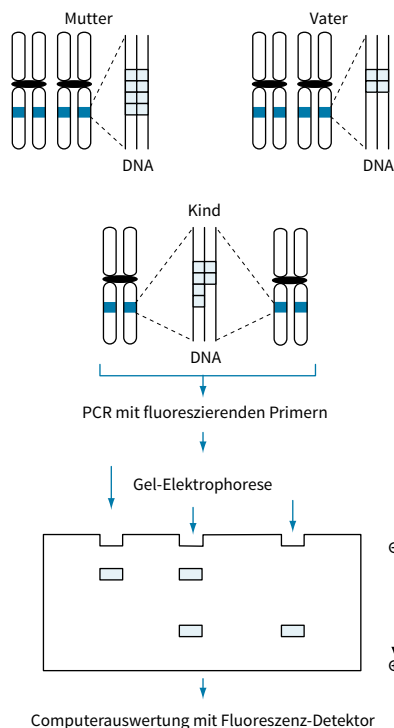 Mutter
Vater
DNA
DNA
Kind
DNA
PCR mit fluoreszierenden Primern
Gel-Elektrophorese
Computerauswertung mit Fluoreszenz-Detektor